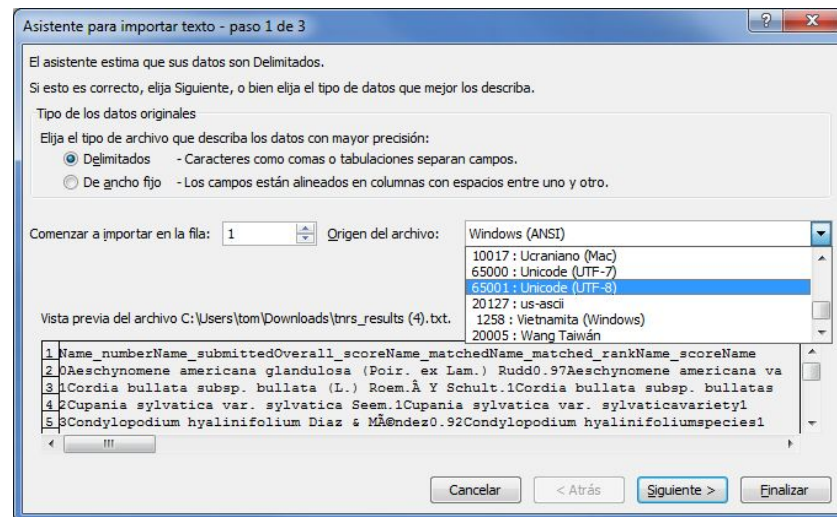 Asistente para importar texto - paso 1 de 3
El asistente estima que sus datos son Delimitados.
Si esto es correcto, elija Siguiente, o bien elija el tipo de datos que mejor los describa.
Tipo de los datos originales
Elija el tipo de archivo que describa los datos con mayor precisión:
Delimitados - Caracteres como comas o tabulaciones separan campos.
De ancho fijo - Los campos están alineados en columnas con espacios entre uno y otro.
Comenzar a importar en la fila: 1 Origen del archivo: Windows (ANSI)
10017 : Ucraniano (Mac)
65000 : Unicode (UTF-7)
65001 : Unicode (UTF-8)
20127 : us-ascii
1258 : Vietnamita (Windows)
20005 : Wang Taiwán
Vista previa del archivo C:\Users\tom\Downloads\tnrs_results (4).txt.
1 Name_numberName_submittedOverall_scoreName_matchedName_matched_rankName_scoreName
2 0Aeschynomene americana glandulosa (Poir. ex Lam.) Rudd0.97Aeschynomene americana va
3 1Cordia bullata subsp. bullata (L.) Roem.Â Y Schult.1Cordia bullata subsp. bullatas
4 2Cupania sylvatica var. sylvatica Seem.1Cupania sylvatica var. sylvaticavariety1
5 3Condylopodium hyalinifolium Diaz & MÃ©ndez0.92Condylopodium hyalinifoliumspecies1
Cancelar < Atrás Siguiente > Finalizar